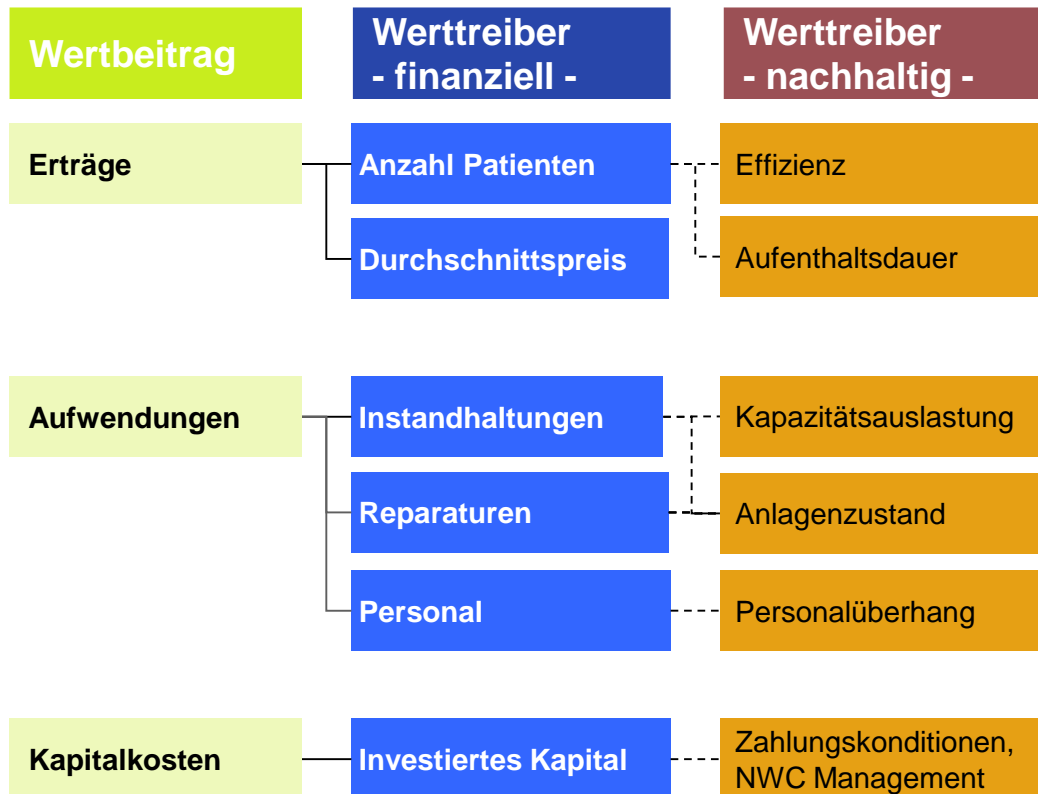 Wertbeitrag
Werttreiber
- finanziell -
Werttreiber
- nachhaltig -
Erträge
Anzahl Patienten
Effizienz
Durchschnittspreis
Aufenthaltsdauer
Aufwendungen
Instandhaltungen
Kapazitätsauslastung
Reparaturen
Anlagenzustand
Personal
Personalüberhang
Kapitalkosten
Investiertes Kapital
Zahlungskonditionen,
NWC Management